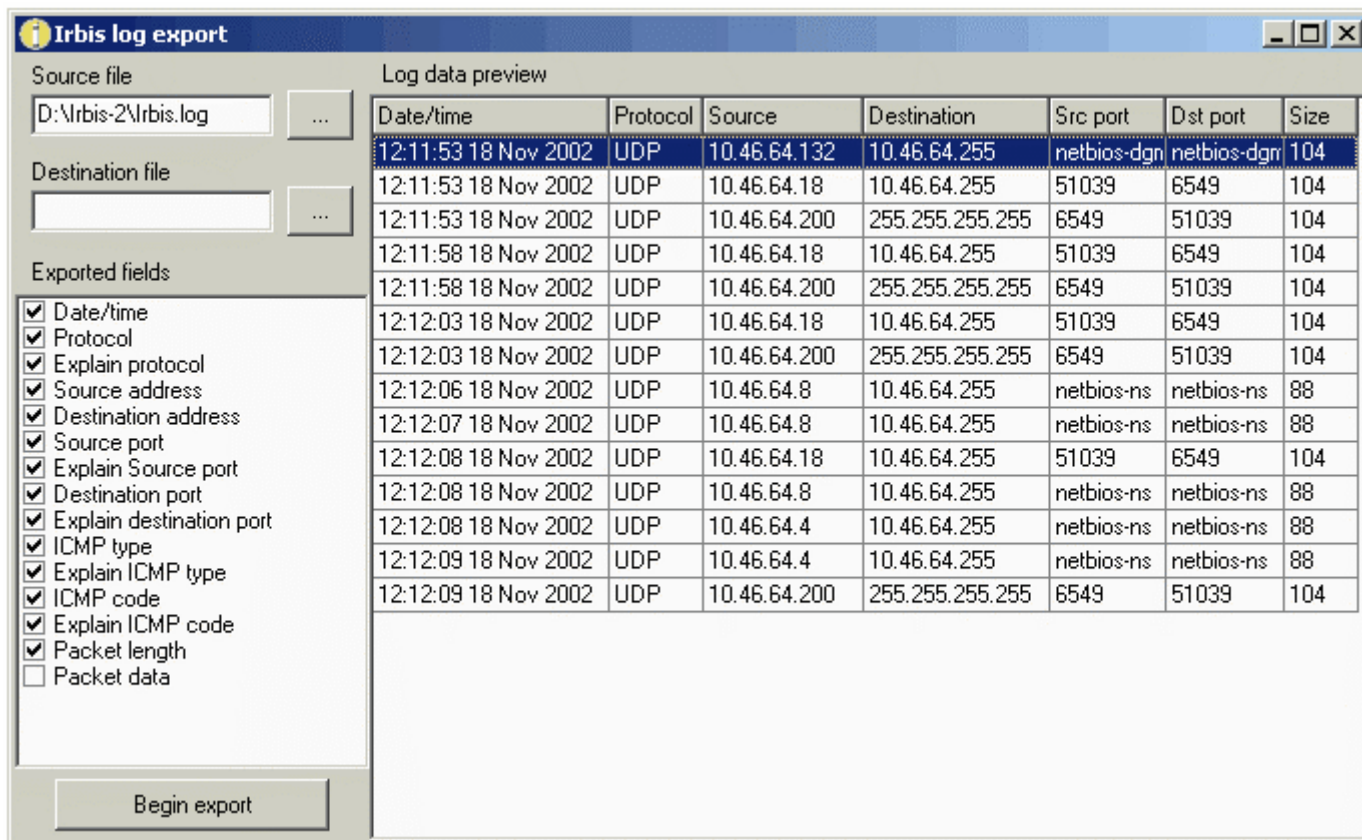 Irbis log export
Source file
D:\Irbis-2\Irbis.log
...
Destination file
...
Exported fields
Date/time
Protocol
Explain protocol
Source address
Destination address
Source port
Explain Source port
Destination port
Explain destination port
ICMP type
Explain ICMP type
ICMP code
Explain ICMP code
Packet length
Packet data
Begin export
Log data preview
Date/time Protocol Source Destination Src port Dst port Size
12:11:53 18 Nov 2002 UDP 10.46.64.132 10.46.64.255 netbios-dgn netbios-dgm 104
12:11:53 18 Nov 2002 UDP 10.46.64.18 10.46.64.255 51039 6549 104
12:11:53 18 Nov 2002 UDP 10.46.64.200 255.255.255.255 6549 51039 104
12:11:58 18 Nov 2002 UDP 10.46.64.18 10.46.64.255 51039 6549 104
12:11:58 18 Nov 2002 UDP 10.46.64.200 255.255.255.255 6549 51039 104
12:12:03 18 Nov 2002 UDP 10.46.64.18 10.46.64.255 51039 6549 104
12:12:03 18 Nov 2002 UDP 10.46.64.200 255.255.255.255 6549 51039 104
12:12:06 18 Nov 2002 UDP 10.46.64.8 10.46.64.255 netbios-ns netbios-ns 88
12:12:07 18 Nov 2002 UDP 10.46.64.8 10.46.64.255 netbios-ns netbios-ns 88
12:12:08 18 Nov 2002 UDP 10.46.64.18 10.46.64.255 51039 6549 104
12:12:08 18 Nov 2002 UDP 10.46.64.8 10.46.64.255 netbios-ns netbios-ns 88
12:12:08 18 Nov 2002 UDP 10.46.64.4 10.46.64.255 netbios-ns netbios-ns 88
12:12:09 18 Nov 2002 UDP 10.46.64.4 10.46.64.255 netbios-ns netbios-ns 88
12:12:09 18 Nov 2002 UDP 10.46.64.200 255.255.255.255 6549 51039 104